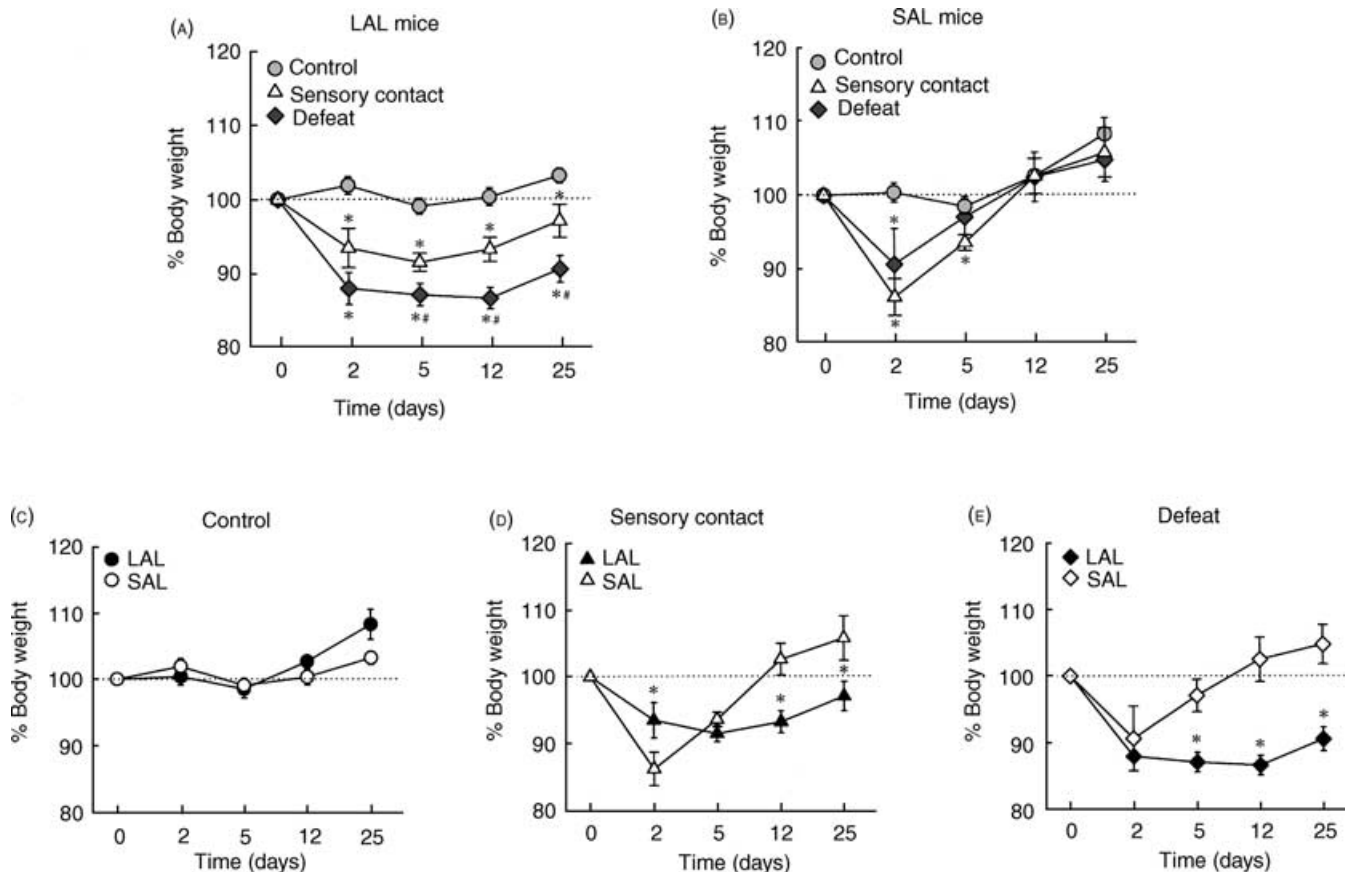 (A) LAL mice
120
110
100
90
80
% Body weight
Control
Sensory contact
Defeat
*
*
*
*
*
*#
*#
*#
0 2 5 12 25
Time (days)
(B) SAL mice
120
110
100
90
80
% Body weight
Control
Sensory contact
Defeat
*
*
*
0 2 5 12 25
Time (days)
(C) Control
120
110
100
90
80
% Body weight
LAL
SAL
0 2 5 12 25
Time (days)
(D) Sensory contact
120
110
100
90
80
% Body weight
LAL
SAL
*
*
*
0 2 5 12 25
Time (days)
(E) Defeat
120
110
100
90
80
% Body weight
LAL
SAL
*
*
*
0 2 5 12 25
Time (days)